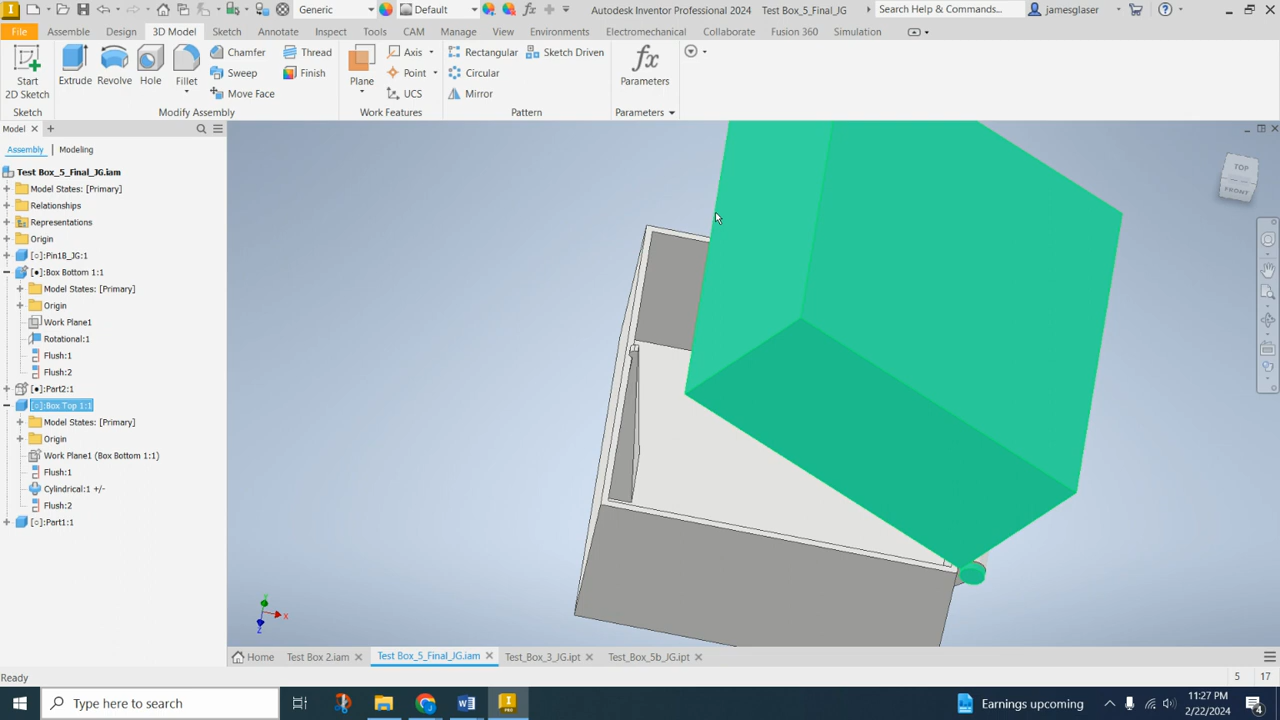 Generic
Default
Autodesk Inventor Professional 2024 Test Box_5_Final_JG
Search Help & Commands...
jamesglaser
File Assemble Design 3D Model Sketch Annotate Inspect Tools CAM Manage View Environments Electromechanical Collaborate Fusion 360 Simulation
Start
2D Sketch
Extrude Revolve Hole Fillet
Chamfer Thread
Sweep Finish
Move Face
Plane
Axis
Point
UCS
Rectangular Sketch Driven
Circular
Mirror
fx
Parameters
Sketch Modify Assembly Work Features Pattern Parameters
Model
Assembly Modeling
Test Box_5_Final_JG.iam
Model States: [Primary]
Relationships
Representations
Origin
[○]:Pin1B_JG:1
[●]:Box Bottom 1:1
Model States: [Primary]
Origin
Work Plane1
Rotational:1
Flush:1
Flush:2
[●]:Part2:1
[○]:Box Top 1:1
Model States: [Primary]
Origin
Work Plane1 (Box Bottom 1:1)
Flush:1
Cylindrical:1 +/-
Flush:2
[○]:Part1:1
TOP
FRONT
Y
X
Z
Home Test Box 2.iam Test Box_5_Final_JG.iam Test_Box_3_JG.ipt Test_Box_5b_JG.ipt
Ready
5 17
Type here to search
Earnings upcoming
11:27 PM
2/22/2024
4